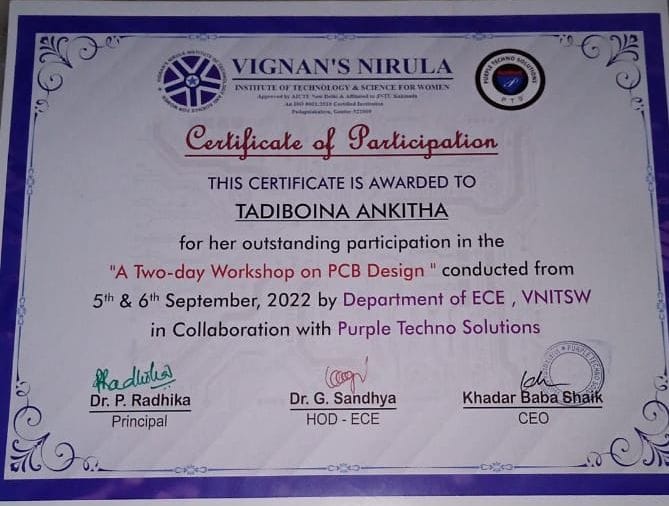 VIGNAN'S NIRULA
INSTITUTE OF TECHNOLOGY & SCIENCE FOR WOMEN
Approved by AICTE New Delhi & Affiliated to JNTU Kakinada
An ISO 9001:2015 Certified Institution
Pedapalakaluru, Guntur-522009
PURPLE TECHNO SOLUTIONS
PTS
Certificate of Participation
THIS CERTIFICATE IS AWARDED TO
TADIBOINA ANKITHA
for her outstanding participation in the
"A Two-day Workshop on PCB Design " conducted from
5th & 6th September, 2022 by Department of ECE , VNITSW
in Collaboration with Purple Techno Solutions
Radhika
Dr. P. Radhika
Principal
Dr. G. Sandhya
HOD - ECE
Khadar Baba Shaik
CEO